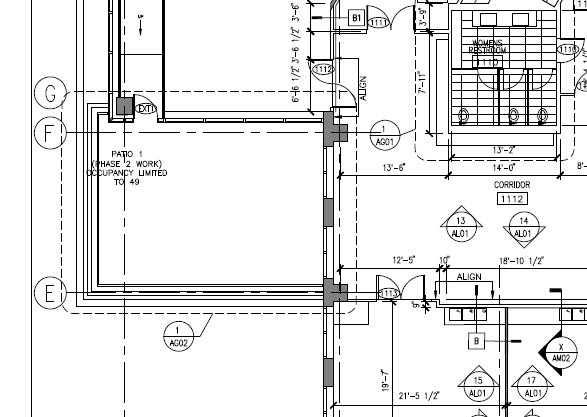 3'-6"
B1
1111
3'-9"
3'-6 1/2"
1112
6'-6 1/2"
ALIGN
7'-11"
WOMENS
RESTROOM
1110
1110
G
EXT1
F
1
AG01
PATIO 1
(PHASE 2 WORK)
OCCUPANCY LIMITED
TO 49
13'-2"
13'-6"
14'-0"
8'-
CORRIDOR
1112
13
AL01
14
AL01
12'-5"
10"
18'-10 1/2"
ALIGN
E
1113
9"
1
AG02
B
X
AM02
19'-7"
15
AL01
17
AL01
21'-5 1/2"